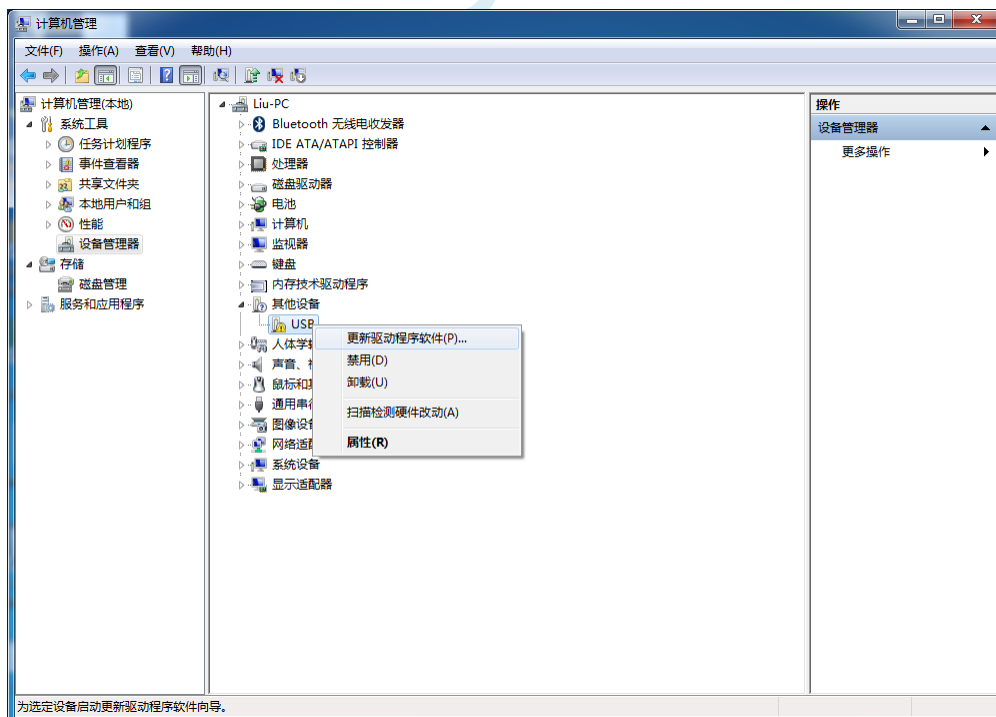 计算机管理
文件(F) 操作(A) 查看(V) 帮助(H)
计算机管理(本地)
系统工具
任务计划程序
事件查看器
共享文件夹
本地用户和组
性能
设备管理器
存储
磁盘管理
服务和应用程序
Liu-PC
Bluetooth 无线电收发器
IDE ATA/ATAPI 控制器
处理器
磁盘驱动器
电池
计算机
监视器
键盘
内存技术驱动程序
其他设备
USB
人体学
声音、
鼠标和
通用串
图像设
网络适
系统设备
显示适配器
更新驱动程序软件(P)...
禁用(D)
卸载(U)
扫描检测硬件改动(A)
属性(R)
操作
设备管理器
更多操作
为选定设备启动更新驱动程序软件向导。